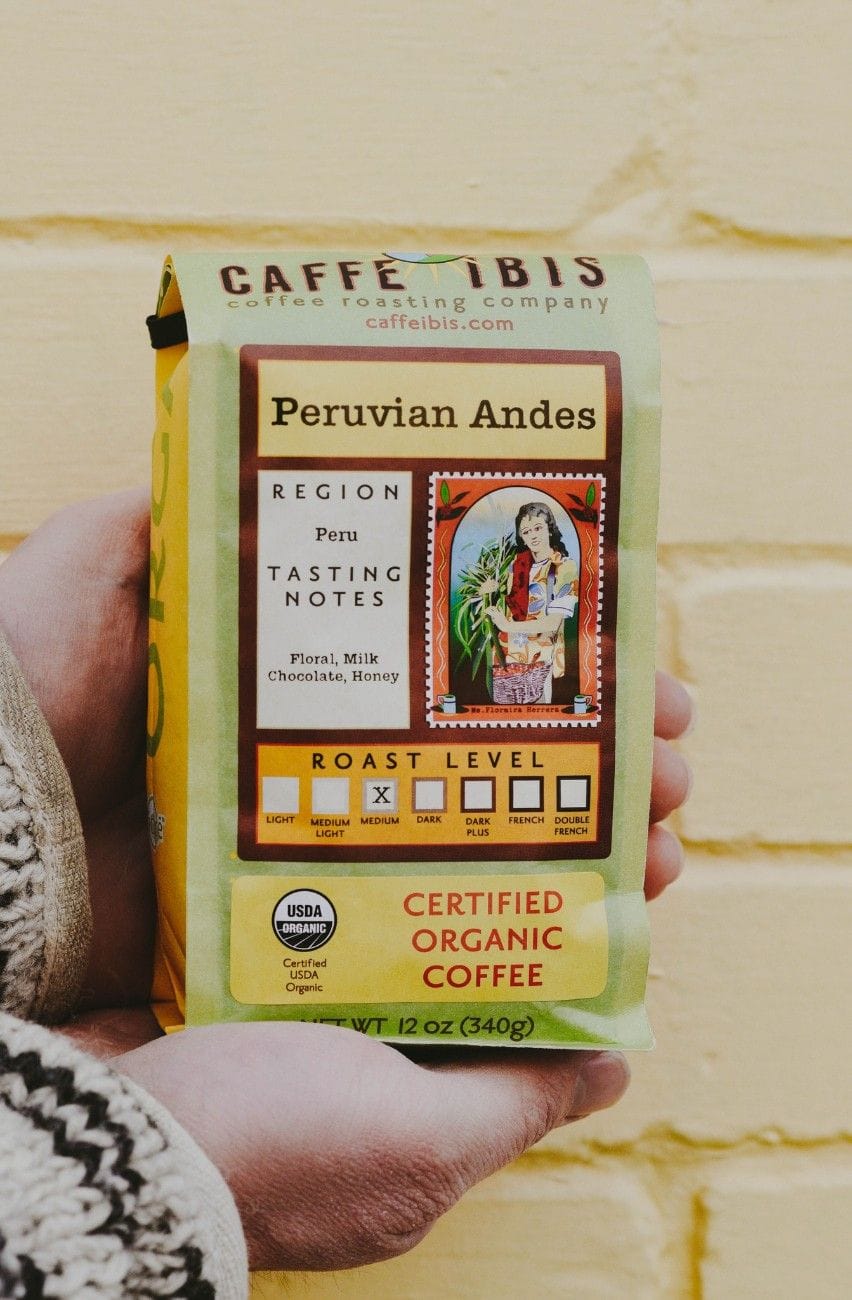 CAFFE IBIS
coffee roasting company
caffeibis.com
Peruvian Andes
REGION
Peru
TASTING
NOTES
Floral, Milk
Chocolate, Honey
Ms.Floraira Herrera
ROAST LEVEL
X
LIGHT
MEDIUM
LIGHT
MEDIUM
DARK
DARK
PLUS
FRENCH
DOUBLE
FRENCH
USDA
ORGANIC
Certified
USDA
Organic
CERTIFIED
ORGANIC
COFFEE
NET WT 12 oz (340g)